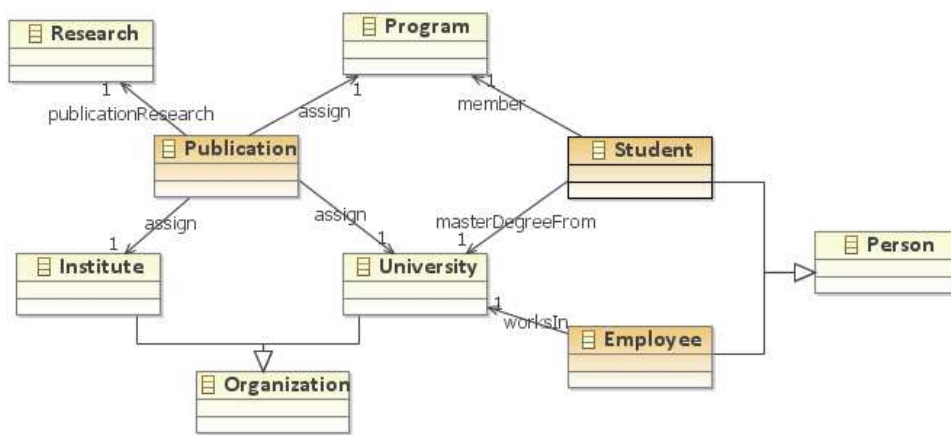 Research
Program
1
1
1
publicationResearch
assign
member
Publication
Student
assign
assign
masterDegreeFrom
1
1
1
Institute
University
Person
1
worksIn
Employee
Organization